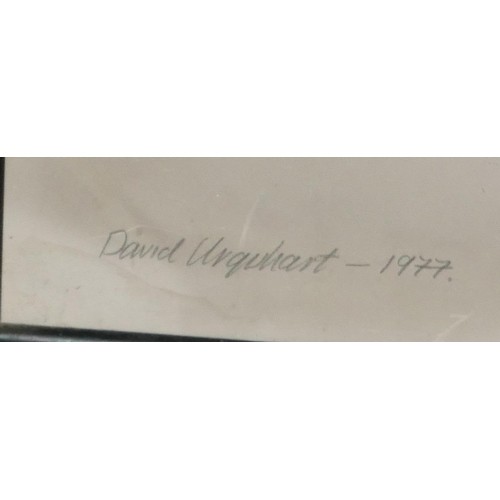 David Urquhart – 1977.